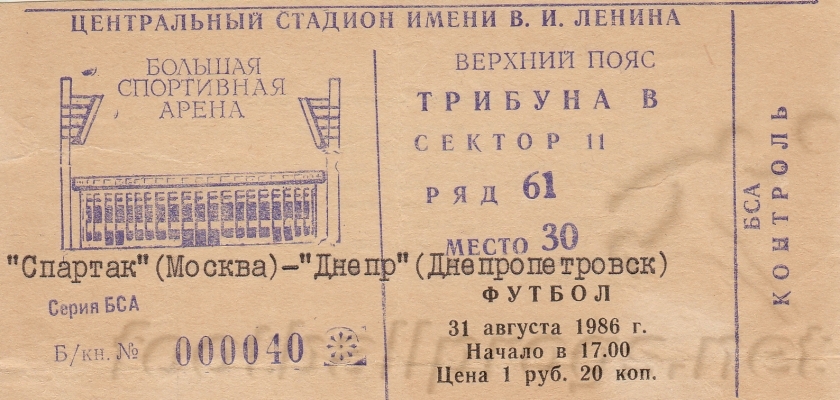 ЦЕНТРАЛЬНЫЙ СТАДИОН ИМЕНИ В. И. ЛЕНИНА
БОЛЬШАЯ
СПОРТИВНАЯ
АРЕНА
ВЕРХНИЙ ПОЯС
ТРИБУНА В
СЕКТОР 11
РЯД 61
МЕСТО 30
"Спартак"(Москва)–"Днепр"(Днепропетровск)
Серия БСА
Б/кн. № 000040
ФУТБОЛ
31 августа 1986 г.
Начало в 17.00
Цена 1 руб. 20 коп.
БСА
КОНТРОЛЬ